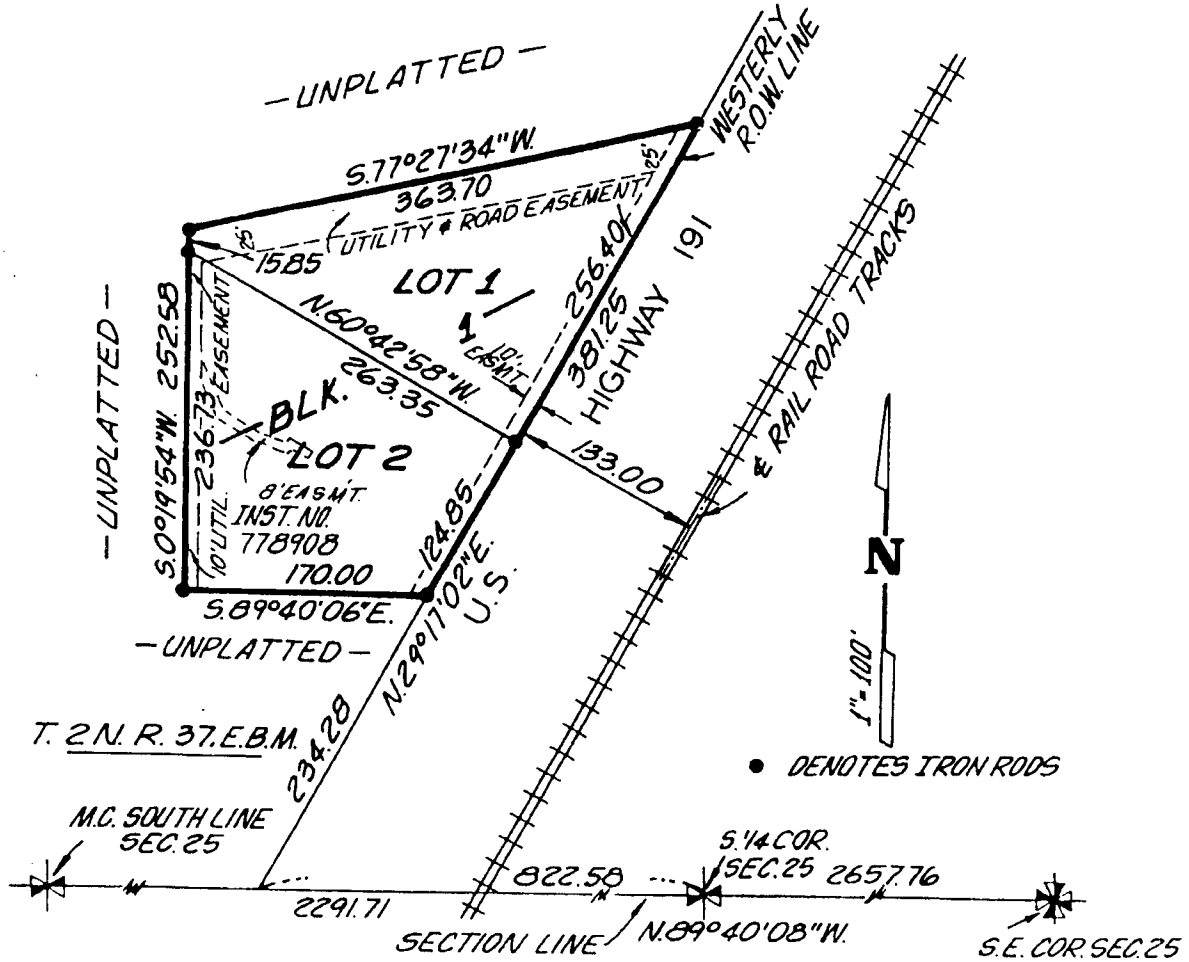 - UNPLATTED -
WESTERLY
R.O.W. LINE
S.77°27'34"W.
363.70
25'
UTILITY & ROAD EASEMENT
25'
15.85
LOT 1
1
256.40
381.25
HIGHWAY 191
10'
EASM'T.
N.60°42'58"W.
263.35
- UNPLATTED -
S.0°19'54"W. 252.58
236.73
10' UTIL. EASEMENT
BLK.
LOT 2
8' EASM'T.
INST. NO.
778908
170.00
S.89°40'06"E.
124.85
N.29°17'02"E.
U.S.
133.00
℄ RAIL ROAD TRACKS
N
1"=100'
- UNPLATTED -
234.28
T. 2 N. R. 37. E.B.M.
● DENOTES IRON RODS
M.C. SOUTH LINE
SEC. 25
S. 1/4 COR.
SEC. 25
822.58
2657.76
2291.71
SECTION LINE
N.89°40'08"W.
S.E. COR. SEC. 25